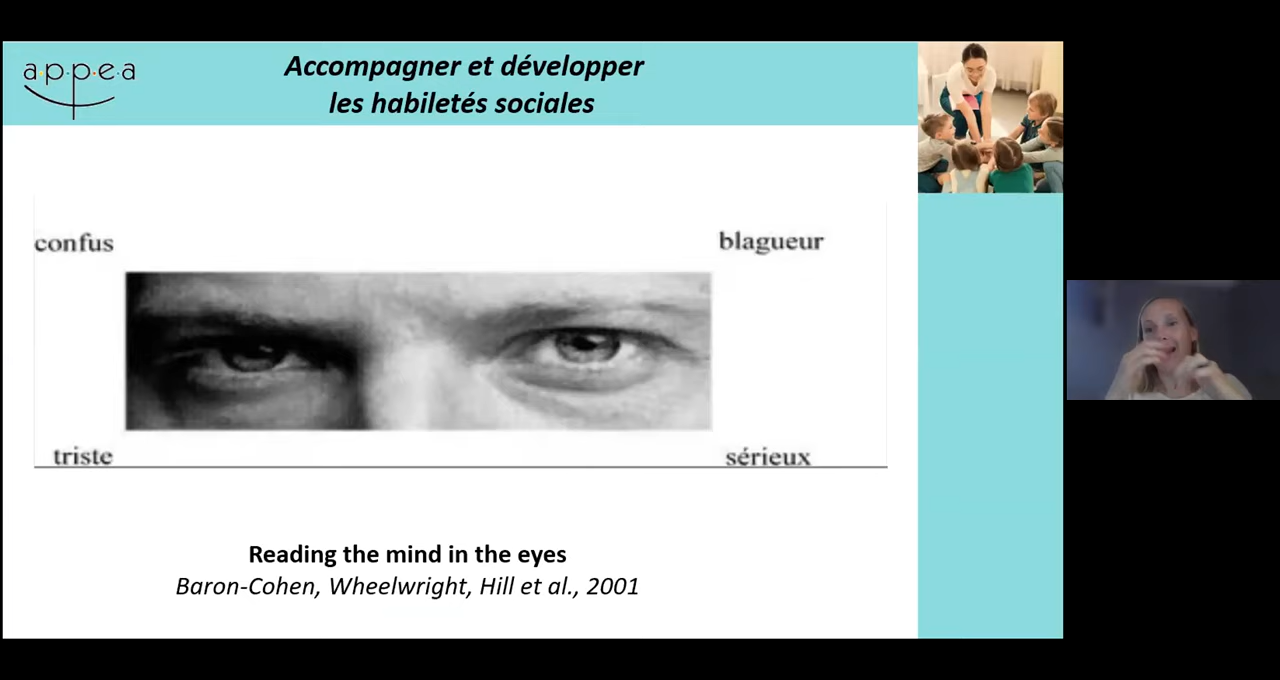 a.p.p.e.a
Accompagner et développer
les habiletés sociales
confus
blagueur
triste
sérieux
Reading the mind in the eyes
Baron-Cohen, Wheelwright, Hill et al., 2001